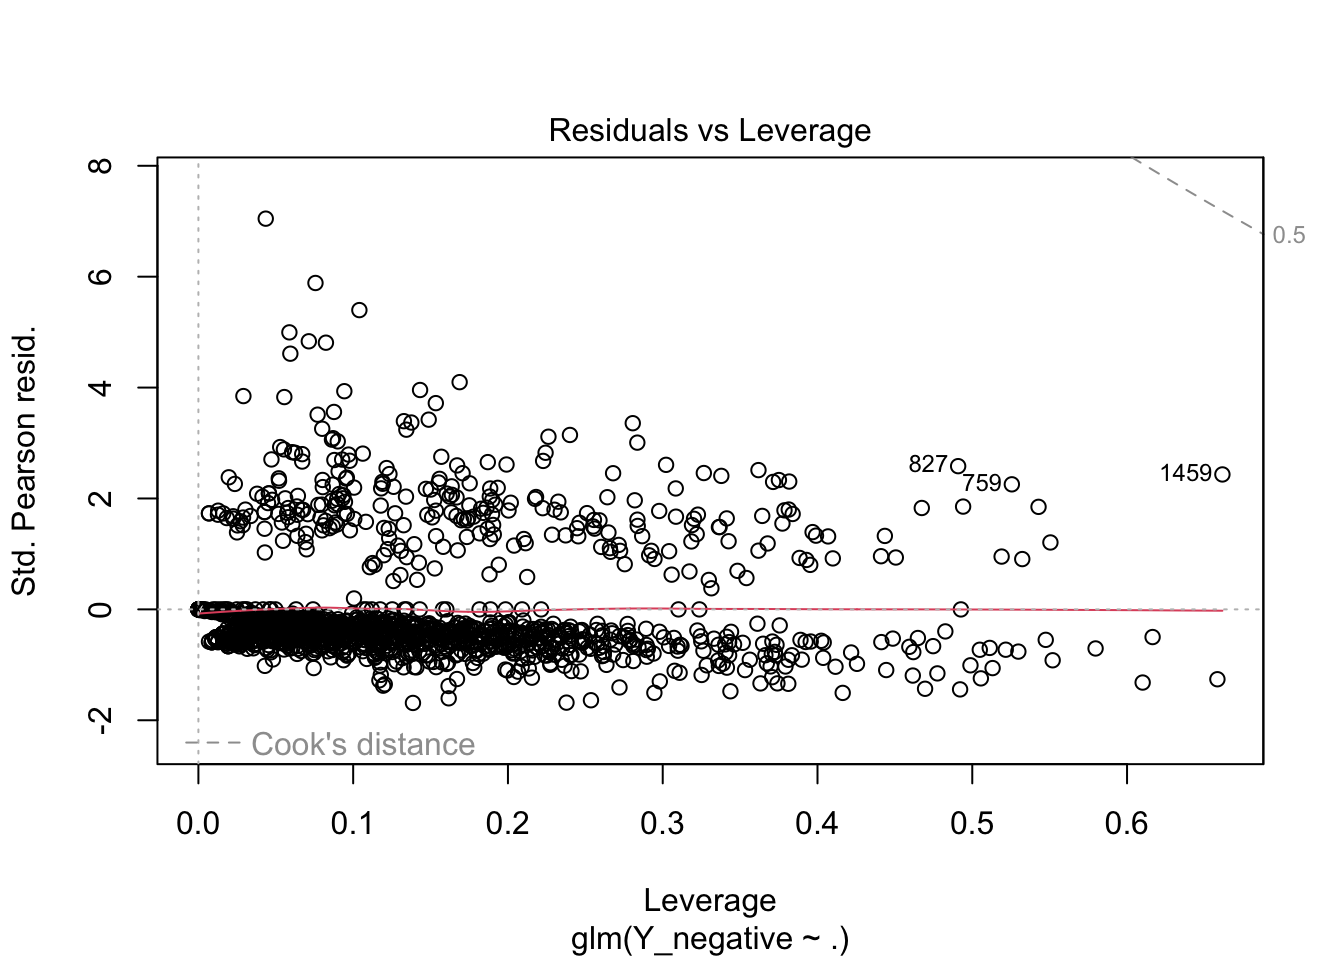 Residuals vs Leverage
8
6
4
2
0
-2
Std. Pearson resid.
0.5
827
759
1459
Cook's distance
0.0 0.1 0.2 0.3 0.4 0.5 0.6
Leverage
glm(Y_negative ~ .)